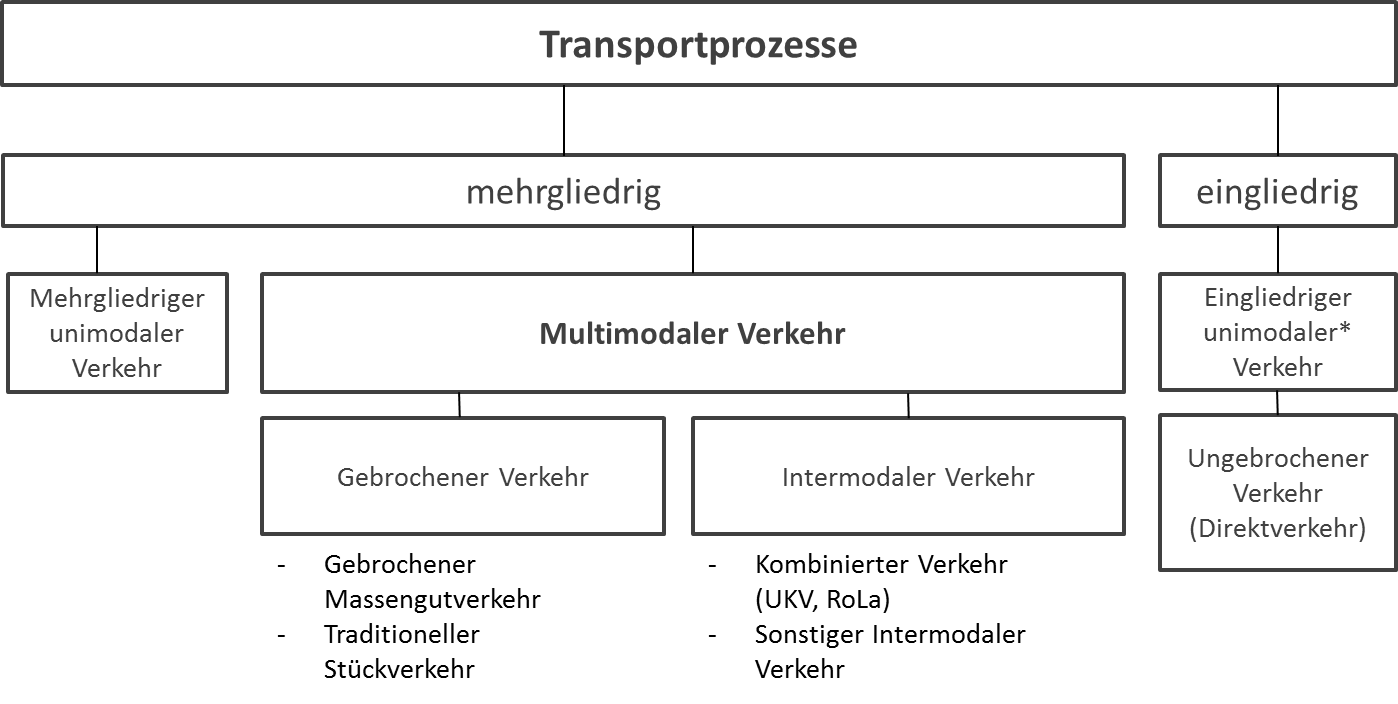 Transportprozesse
mehrgliedrig
eingliedrig
Mehrgliedriger
unimodaler
Verkehr
Multimodaler Verkehr
Eingliedriger
unimodaler*
Verkehr
Gebrochener Verkehr
Intermodaler Verkehr
Ungebrochener
Verkehr
(Direktverkehr)
- Gebrochener
Massengutverkehr
- Traditioneller
Stückverkehr
- Kombinierter Verkehr
(UKV, RoLa)
- Sonstiger Intermodaler
Verkehr